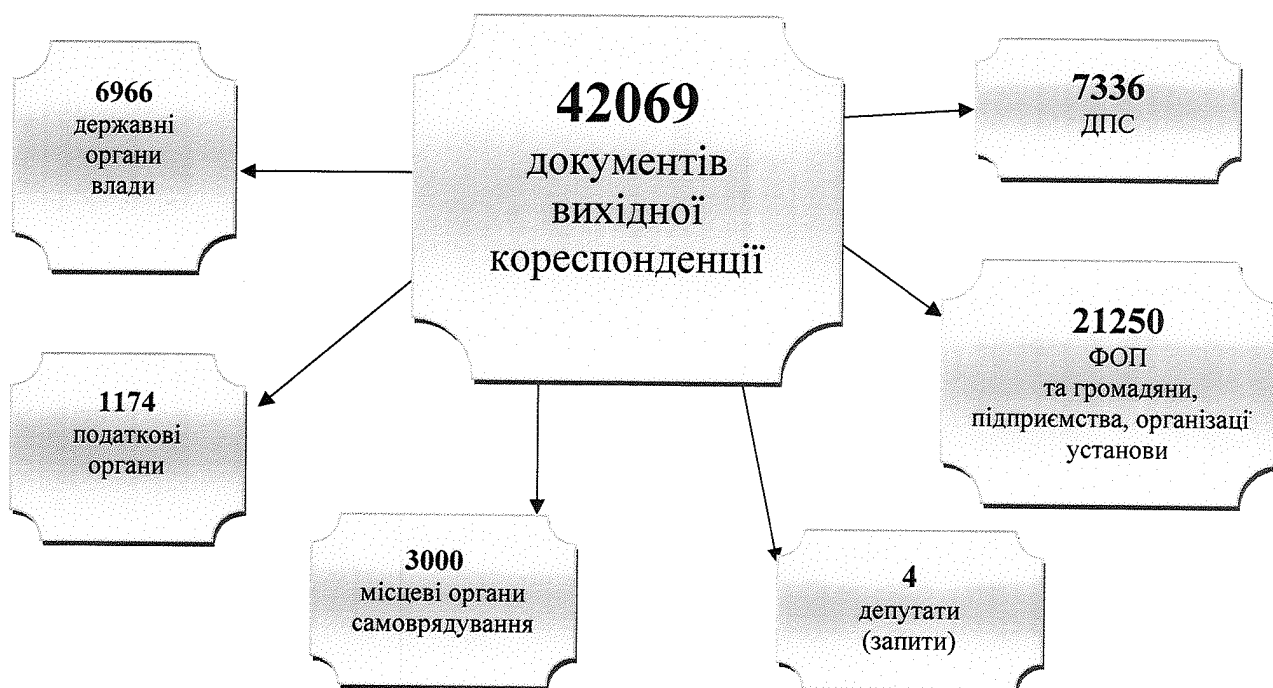 42069
документів
вихідної
кореспонденції
6966
державні
органи
влади
7336
ДПС
1174
податкові
органи
21250
ФОП
та громадяни,
підприємства, організації
установи
3000
місцеві органи
самоврядування
4
депутати
(запити)